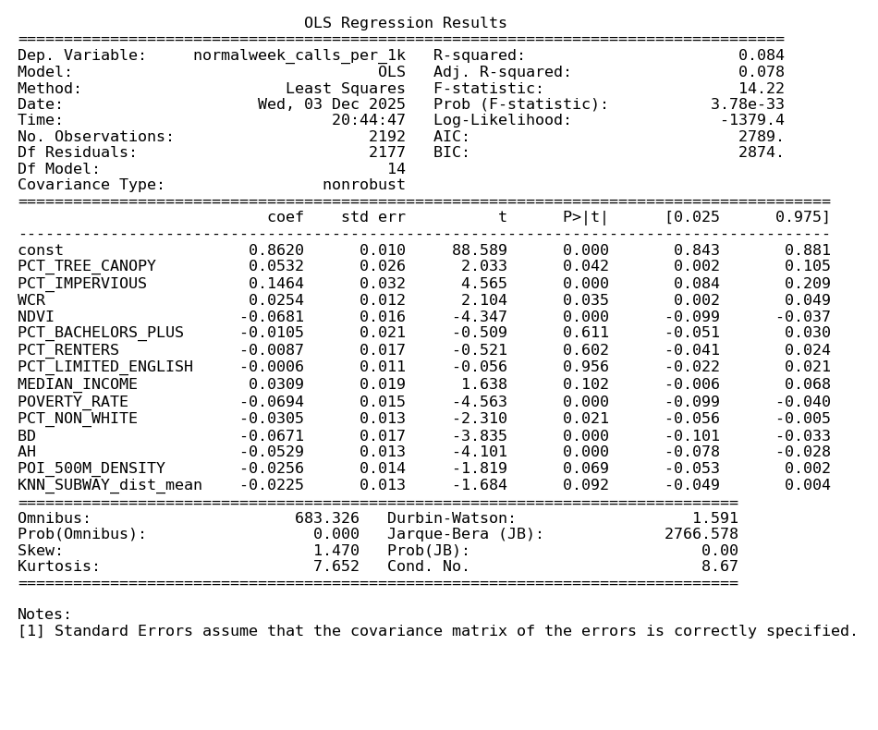 OLS Regression Results
===================================================================================
Dep. Variable:     normalweek_calls_per_1k   R-squared:                       0.084
Model:                                 OLS   Adj. R-squared:                  0.078
Method:                      Least Squares   F-statistic:                     14.22
Date:                     Wed, 03 Dec 2025   Prob (F-statistic):           3.78e-33
Time:                             20:44:47   Log-Likelihood:                -1379.4
No. Observations:                     2192   AIC:                             2789.
Df Residuals:                         2177   BIC:                             2874.
Df Model:                               14
Covariance Type:                 nonrobust
========================================================================================
                           coef    std err          t      P>|t|      [0.025      0.975]
----------------------------------------------------------------------------------------
const                    0.8620      0.010     88.589      0.000       0.843       0.881
PCT_TREE_CANOPY          0.0532      0.026      2.033      0.042       0.002       0.105
PCT_IMPERVIOUS           0.1464      0.032      4.565      0.000       0.084       0.209
WCR                      0.0254      0.012      2.104      0.035       0.002       0.049
NDVI                    -0.0681      0.016     -4.347      0.000      -0.099      -0.037
PCT_BACHELORS_PLUS      -0.0105      0.021     -0.509      0.611      -0.051       0.030
PCT_RENTERS             -0.0087      0.017     -0.521      0.602      -0.041       0.024
PCT_LIMITED_ENGLISH     -0.0006      0.011     -0.056      0.956      -0.022       0.021
MEDIAN_INCOME            0.0309      0.019      1.638      0.102      -0.006       0.068
POVERTY_RATE            -0.0694      0.015     -4.563      0.000      -0.099      -0.040
PCT_NON_WHITE           -0.0305      0.013     -2.310      0.021      -0.056      -0.005
BD                      -0.0671      0.017     -3.835      0.000      -0.101      -0.033
AH                      -0.0529      0.013     -4.101      0.000      -0.078      -0.028
POI_500M_DENSITY        -0.0256      0.014     -1.819      0.069      -0.053       0.002
KNN_SUBWAY_dist_mean    -0.0225      0.013     -1.684      0.092      -0.049       0.004
==============================================================================
Omnibus:                      683.326   Durbin-Watson:                   1.591
Prob(Omnibus):                  0.000   Jarque-Bera (JB):             2766.578
Skew:                           1.470   Prob(JB):                         0.00
Kurtosis:                       7.652   Cond. No.                         8.67
==============================================================================
Notes:
[1] Standard Errors assume that the covariance matrix of the errors is correctly specified.